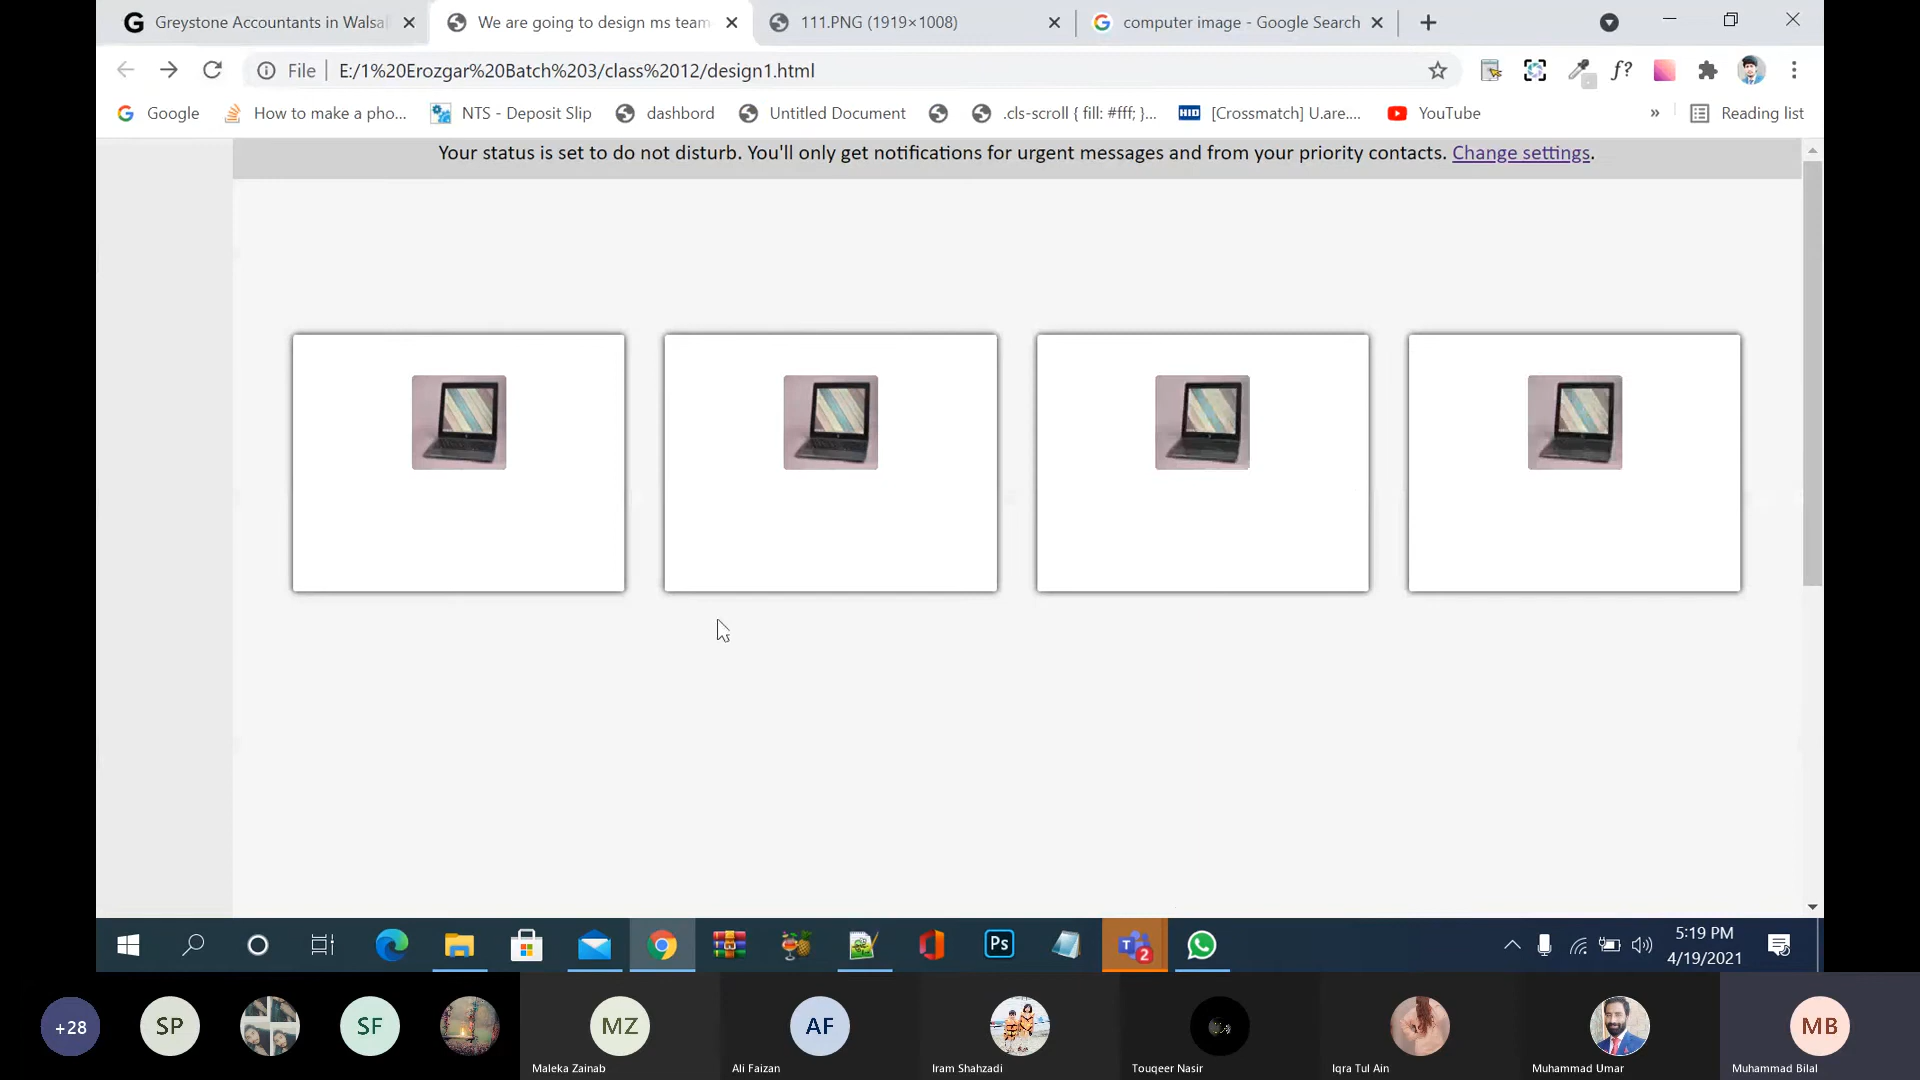 Greystone Accountants in Walsal
We are going to design ms team
111.PNG (1919×1008)
computer image - Google Search
File
E:/1%20Erozgar%20Batch%203/class%2012/design1.html
f?
Google
How to make a pho...
NTS - Deposit Slip
dashbord
Untitled Document
.cls-scroll { fill: #fff; }...
HID
[Crossmatch] U.are....
YouTube
»
Reading list
Your status is set to do not disturb. You'll only get notifications for urgent messages and from your priority contacts. Change settings.
Ps
T
2
5:19 PM
4/19/2021
+28
SP
SF
MZ
Maleka Zainab
AF
Ali Faizan
Iram Shahzadi
Touqeer Nasir
Iqra Tul Ain
Muhammad Umar
MB
Muhammad Bilal